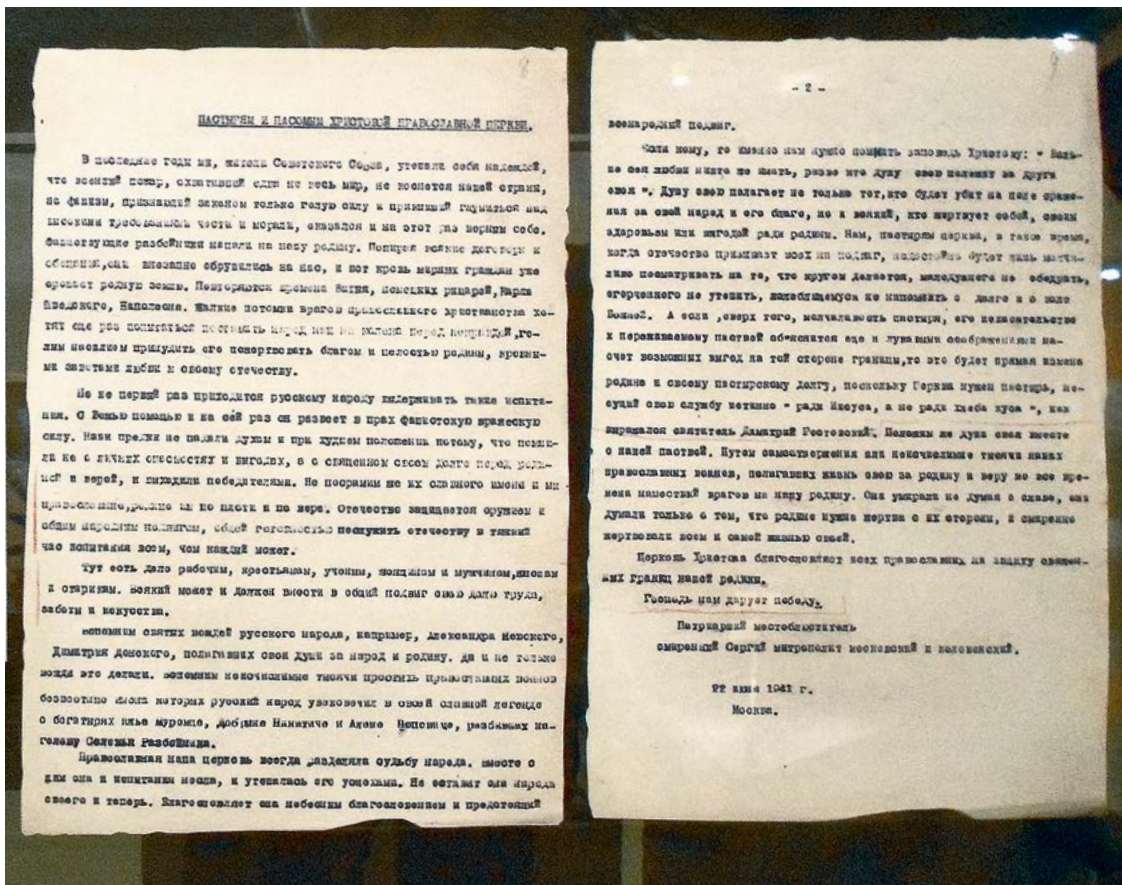 8
ПАСТЫРЯМ И ПАСОМЫМ ХРИСТОВОЙ ПРАВОСЛАВНОЙ ЦЕРКВИ.
В последние годы мы, жители Советского Союза, утешали себя надеждой,
что военный пожар, охвативший едва не весь мир, не коснется нашей страны,
но фашизм, признающий законом только голую силу и привыкший глумиться над
высокими требованиями чести и морали, оказался и на этот раз верным себе.
Фашиствующие разбойники напали на нашу родину. Попирая всякие договоры и
обещания, они внезапно обрушились на нас, и вот кровь мирных граждан уже
орошает родную землю. Повторяются времена Батыя, немецких рыцарей, Карла
Шведского, Наполеона. Жалкие потомки врагов православного христианства хо-
тят еще раз попытаться поставить народ наш на колени перед неправдой, го-
лым насилием принудить его пожертвовать благом и целостью родины, кровны-
ми заветами любви к своему отечеству.
Но не первый раз приходится русскому народу выдерживать такие испыта-
ния. С Божью помощью и на сей раз он развеет в прах фашистскую вражескую
силу. Наши предки не падали духом и при худшем положении потому, что помни-
ли не о личных опасностях и выгодах, а о священном своем долге перед роди-
ной и верой, и выходили победителями. Не посрамим же их славного имени и мы
православные, родные им по плоти и по вере. Отечество защищается оружием и
общим народным подвигом, общей готовностью послужить отечеству в тяжкий
час испытания всем, чем каждый может.
Тут есть дело рабочим, крестьянам, ученым, женщинам и мужчинам, юношам
и старикам. Всякий может и должен внести в общий подвиг свою долю труда,
заботы и искусства.
Вспомним святых вождей русского народа, например, Александра Невского,
Димитрия Донского, полагавших свои души за народ и родину. Да и не только
вожди это делали. Вспомним неисчислимые тысячи простых православных воинов
безвестные имена которых русский народ увековечил в своей славной легенде
о богатырях Илье Муромце, Добрыне Никитиче и Алеше Поповиче, разбивших на-
голову Соловья Разбойника.
Православная наша церковь всегда разделяла судьбу народа. Вместе с
ним она и испытания несла, и утешалась его успехами. Не оставит она народа
своего и теперь. Благословляет она небесным благословением и предстоящий
9
- 2 -
всенародный подвиг.
Если кому, то именно нам нужно помнить заповедь Христову: " Боль-
ше сея любви никто же имать, разве кто душу свою положит за други
своя ". Душу свою полагает не только тот, кто будет убит на поле сраже-
ния за свой народ и его благо, но и всякий, кто жертвует собой, своим
здоровьем или выгодой ради родины. Нам, пастырям церкви, в такое время,
когда отечество призывает всех на подвиг, недостойно будет лишь молча-
ливо посматривать на то, что кругом делается, малодушного не ободрить,
огорченного не утешить, колеблющемуся не напомнить о долге и о воле
Божией. А если, сверх того, молчаливость пастыря, его некасательство
к переживаемому паствой объяснится еще и лукавыми соображениями на-
счет возможных выгод на той стороне границы, то это будет прямая измена
родине и своему пастырскому долгу, поскольку Церкви нужен пастырь, не-
сущий свою службу истинно " ради Иисуса, а не ради хлеба куса ", как
выражался святитель Димитрий Ростовский. Положим же души своя вместе
с нашей паствой. Путем самоотвержения шли неисчислимые тысячи наших
православных воинов, полагавших жизнь свою за родину и веру во все вре-
мена нашествий врагов на нашу родину. Они умирали не думая о славе, они
думали только о том, что родине нужна жертва с их стороны, и смиренно
жертвовали всем и самой жизнью своей.
Церковь Христова благословляет всех православных на защиту священ-
ных границ нашей родины.
Господь нам дарует победу.
Патриарший местоблюститель
смиренный Сергий митрополит московский и коломенский.
22 июня 1941 г.
Москва.